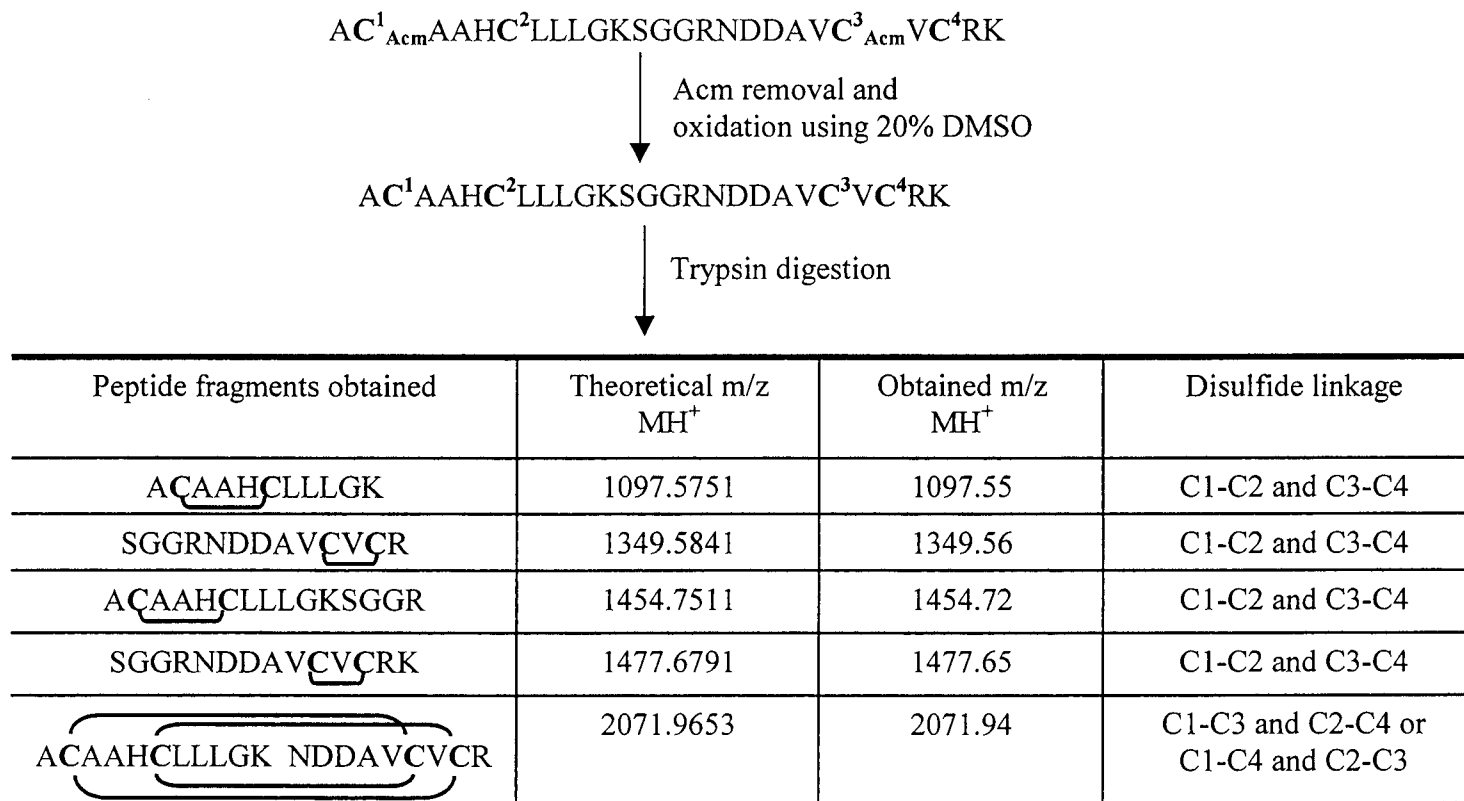 AC¹AcmAAHC²LLLGKSGGRNDDAVC³AcmVC⁴RK
Acm removal and
oxidation using 20% DMSO
AC¹AAHC²LLLGKSGGRNDDAVC³VC⁴RK
Trypsin digestion
Peptide fragments obtained Theoretical m/z MH⁺ Obtained m/z MH⁺ Disulfide linkage
ACAAHCLLLGK 1097.5751 1097.55 C1-C2 and C3-C4
SGGRNDDAVCVCR 1349.5841 1349.56 C1-C2 and C3-C4
ACAAHCLLLGKSGGR 1454.7511 1454.72 C1-C2 and C3-C4
SGGRNDDAVCVCRK 1477.6791 1477.65 C1-C2 and C3-C4
ACAAHCLLLGK NDDAVCVCR 2071.9653 2071.94 C1-C3 and C2-C4 or
C1-C4 and C2-C3